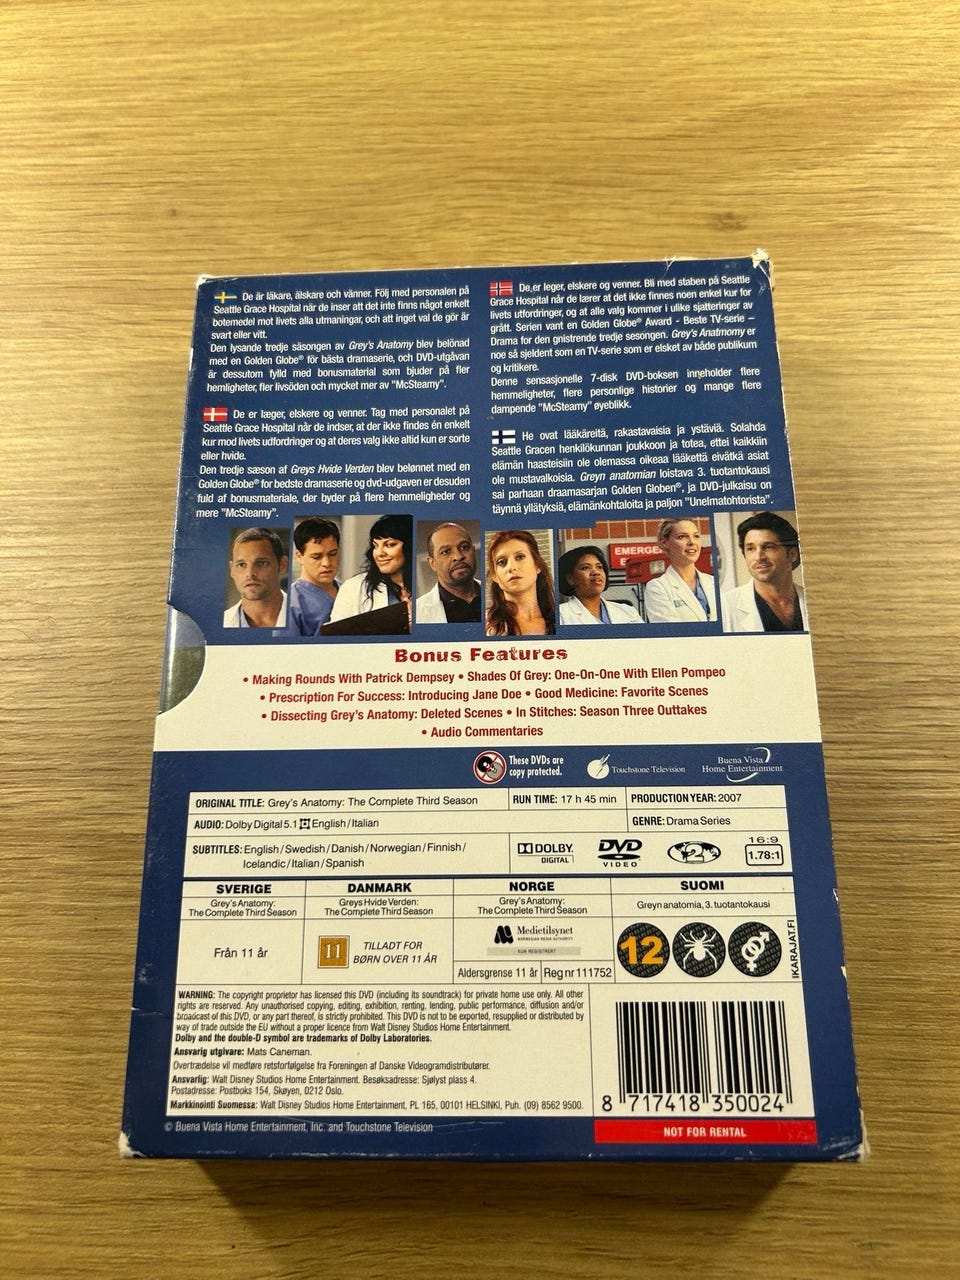 De är läkare, älskare och vänner. Följ med personalen på
Seattle Grace Hospital när de inser att det inte finns något enkelt
botemedel mot livets alla utmaningar, och att inget val de gör är
svart eller vitt.
Den lysande tredje säsongen av Grey's Anatomy blev belönad
med en Golden Globe® för bästa dramaserie, och DVD-utgåvan
är dessutom fylld med bonusmaterial som bjuder på fler
hemligheter, fler livsöden och mycket mer av "McSteamy".
De er læger, elskere og venner. Tag med personalet på
Seattle Grace Hospital når de indser, at der ikke findes én enkelt
kur mod livets udfordringer og at deres valg ikke altid kun er sorte
eller hvide.
Den tredje sæson af Greys Hvide Verden blev belønnet med en
Golden Globe® for bedste dramaserie og dvd-udgaven er desuden
fuld af bonusmateriale, der byder på flere hemmeligheder og
mere "McSteamy".
De,er leger, elskere og venner. Bli med staben på Seattle
Grace Hospital når de lærer at det ikke finnes noen enkel kur for
livets utfordringer, og at alle valg kommer i ulike sjatteringer av
grått. Serien vant en Golden Globe® Award - Beste TV-serie –
Drama for den gnistrende tredje sesongen. Grey's Anatmomy er
noe så sjeldent som en TV-serie som er elsket av både publikum
og kritikere.
Denne sensasjonelle 7-disk DVD-boksen inneholder flere
hemmeligheter, flere personlige historier og mange flere
dampende "McSteamy" øyeblikk.
He ovat lääkäreitä, rakastavaisia ja ystäviä. Solahda
Seattle Gracen henkilökunnan joukkoon ja totea, ettei kaikkiin
elämän haasteisiin ole olemassa oikeaa lääkettä eivätkä asiat
ole mustavalkoisia. Greyn anatomian loistava 3. tuotantokausi
sai parhaan draamasarjan Golden Globen®, ja DVD-julkaisu on
täynnä yllätyksiä, elämänkohtaloita ja paljon "Unelmatohtorista".
EMERGE
Bonus Features
• Making Rounds With Patrick Dempsey • Shades Of Grey: One-On-One With Ellen Pompeo
• Prescription For Success: Introducing Jane Doe • Good Medicine: Favorite Scenes
• Dissecting Grey's Anatomy: Deleted Scenes • In Stitches: Season Three Outtakes
• Audio Commentaries
These DVDs are
copy protected.
Touchstone Television
Buena Vista
Home Entertainment
ORIGINAL TITLE: Grey's Anatomy: The Complete Third Season
RUN TIME: 17 h 45 min
PRODUCTION YEAR: 2007
AUDIO: Dolby Digital 5.1 English/Italian
GENRE: Drama Series
SUBTITLES: English/Swedish/Danish/Norwegian/Finnish/
Icelandic/Italian/Spanish
DOLBY
DIGITAL
DVD
VIDEO
2
16:9
1.78:1
SVERIGE
Grey's Anatomy:
The Complete Third Season
Från 11 år
DANMARK
Greys Hvide Verden:
The Complete Third Season
11
TILLADT FOR
BØRN OVER 11 ÅR
NORGE
Grey's Anatomy:
The Complete Third Season
Medietilsynet
NORWEGIAN MEDIA AUTHORITY
KUN REGISTRERT
Aldersgrense 11 år
Reg nr 111752
SUOMI
Greyn anatomia, 3. tuotantokausi
12
IKARAJAT.FI
WARNING: The copyright proprietor has licensed this DVD (including its soundtrack) for private home use only. All other
rights are reserved. Any unauthorised copying, editing, exhibition, renting, lending, public performance, diffusion and/or
broadcast of this DVD, or any part thereof, is strictly prohibited. This DVD is not to be exported, resupplied or distributed by
way of trade outside the EU without a proper licence from Walt Disney Studios Home Entertainment.
Dolby and the double-D symbol are trademarks of Dolby Laboratories.
Ansvarig utgivare: Mats Caneman.
Overtrædelse vil medføre retsforfølgelse fra Foreningen af Danske Videogramdistributører.
Ansvarlig: Walt Disney Studios Home Entertainment. Besøksadresse: Sjølyst plass 4.
Postadresse: Postboks 154, Skøyen, 0212 Oslo.
Markkinointi Suomessa: Walt Disney Studios Home Entertainment, PL 165, 00101 HELSINKI, Puh. (09) 8562 9500.
8 717418 350024
NOT FOR RENTAL
© Buena Vista Home Entertainment, Inc. and Touchstone Television